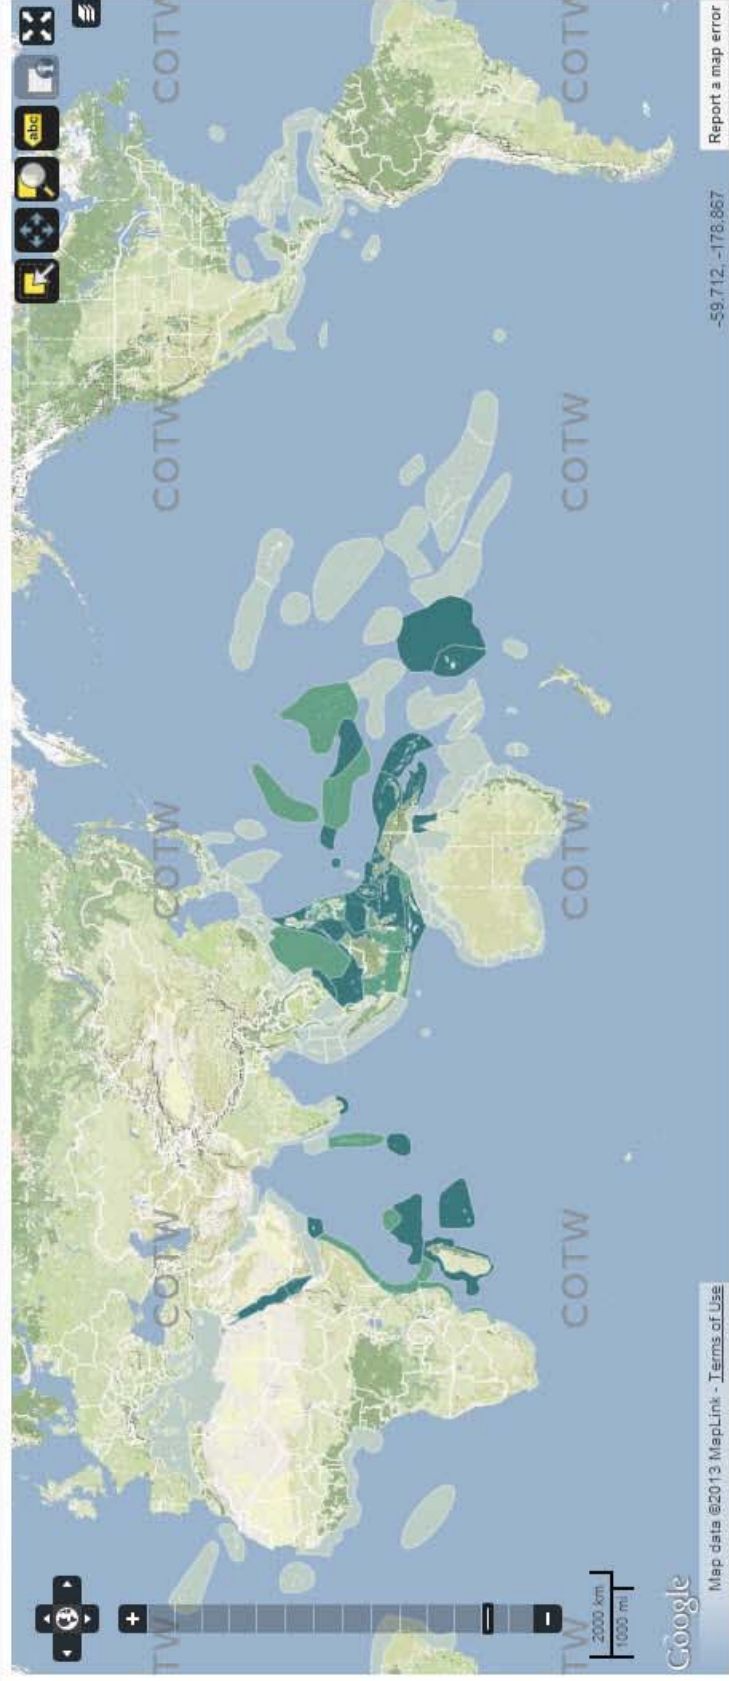 COTW
COTW
COTW
COTW
COTW
COTW
COTW
COTW
COTW
COTW
abc
+
−
2000 km
1000 mi
Google
Map data ©2013 MapLink - Terms of Use
-59.712, -178.867
Report a map error